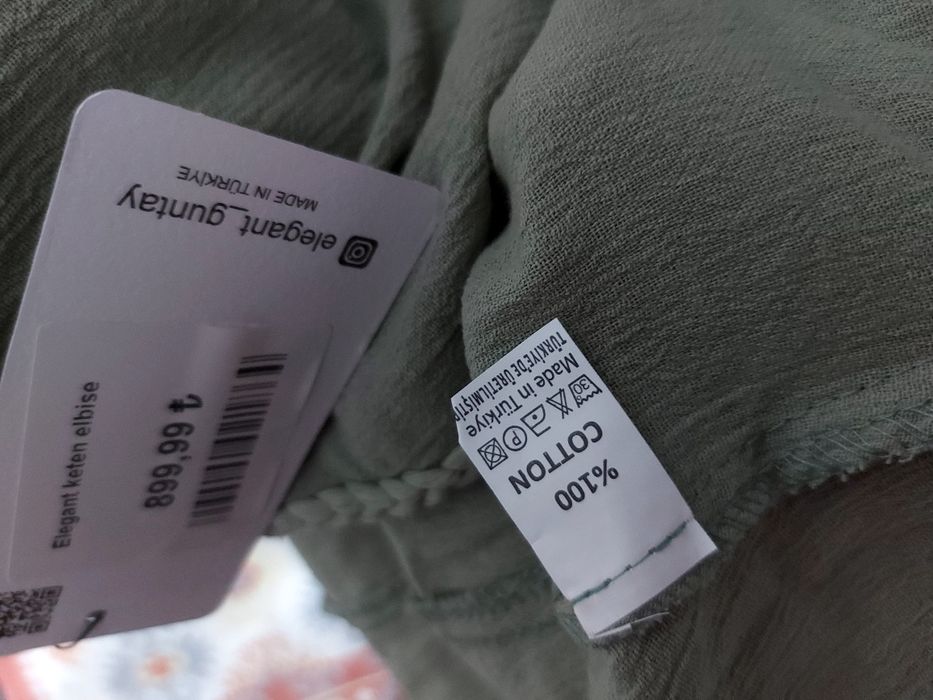 elegant_guntay
MADE IN TÜRKİYE
Elegant keten elbise
899,99 ₺
%100
COTTON
30
P
Made in Türkiye
TÜRKİYE'DE ÜRETİLMİŞTİR